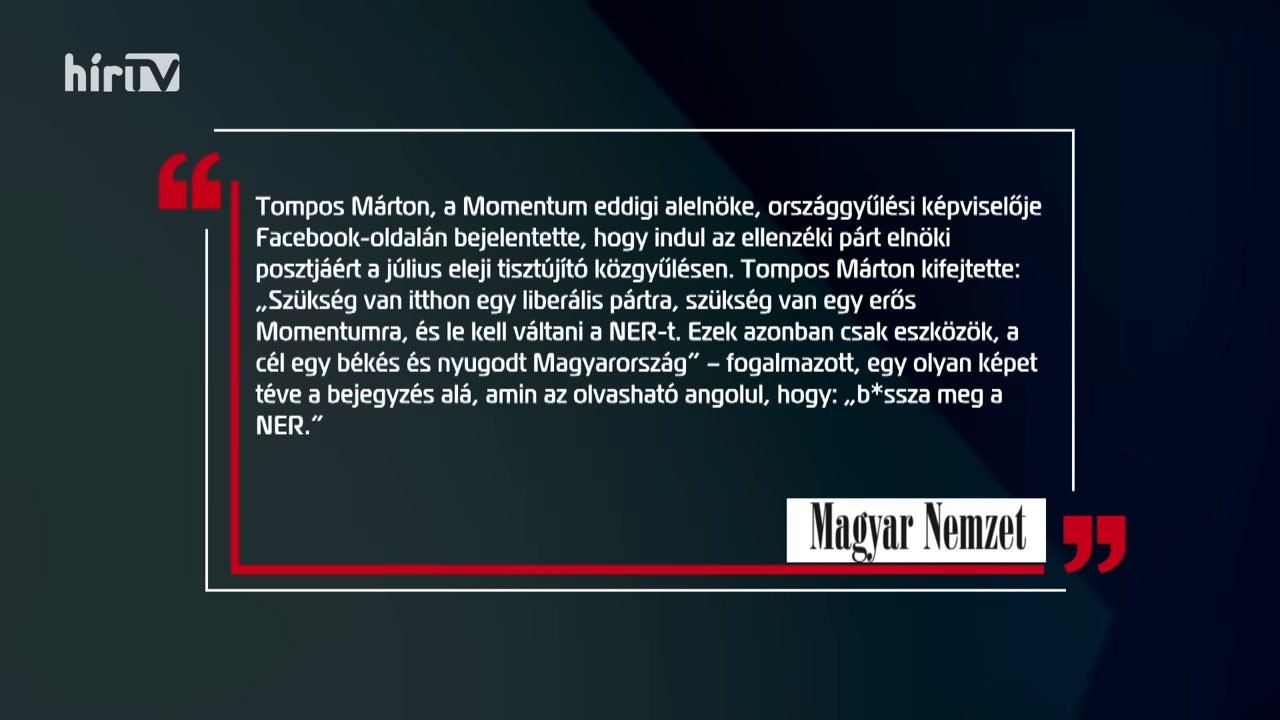 hírTV
Tompos Márton, a Momentum eddigi alelnöke, országgyűlési képviselője
Facebook-oldalán bejelentette, hogy indul az ellenzéki párt elnöki
posztjáért a július eleji tisztújító közgyűlésen. Tompos Márton kifejtette:
„Szükség van itthon egy liberális pártra, szükség van egy erős
Momentumra, és le kell váltani a NER-t. Ezek azonban csak eszközök, a
cél egy békés és nyugodt Magyarország” – fogalmazott, egy olyan képet
téve a bejegyzés alá, amin az olvasható angolul, hogy: „b*ssza meg a
NER.”
Magyar Nemzet